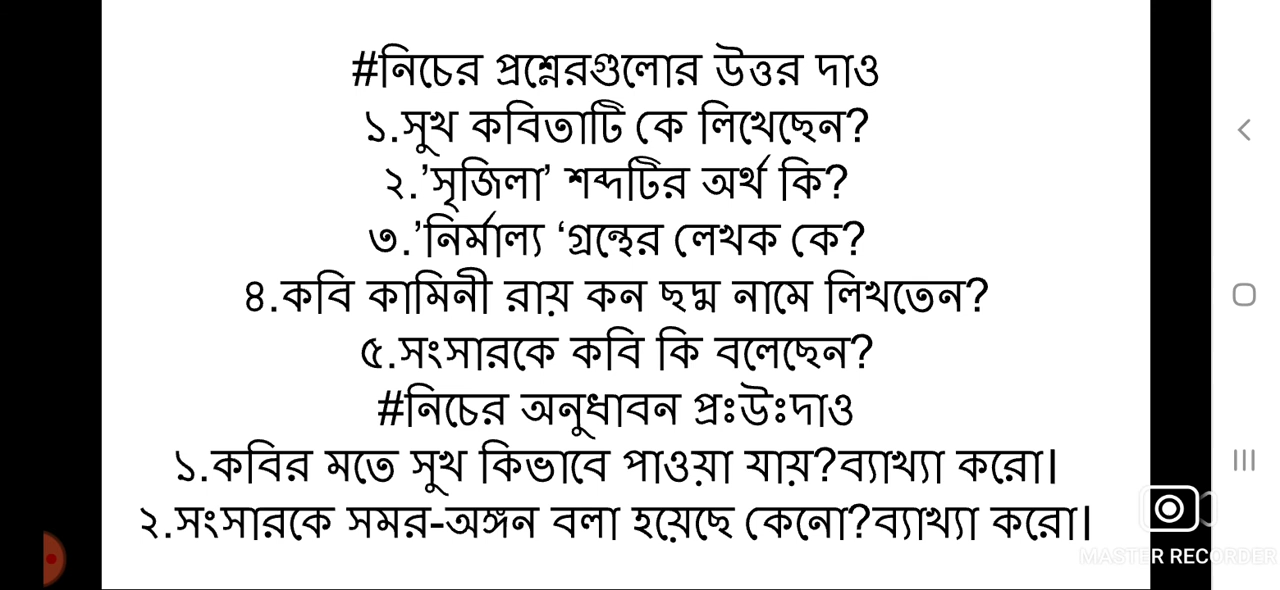 #নিচের প্রশ্নেরগুলোর উত্তর দাও
১.সুখ কবিতাটি কে লিখেছেন?
২.’সৃজিলা’ শব্দটির অর্থ কি?
৩.’নির্মাল্য ‘গ্রন্থের লেখক কে?
৪.কবি কামিনী রায় কন ছদ্ম নামে লিখতেন?
৫.সংসারকে কবি কি বলেছেন?
#নিচের অনুধাবন প্রঃউঃদাও
১.কবির মতে সুখ কিভাবে পাওয়া যায়?ব্যাখ্যা করো।
২.সংসারকে সমর-অঙ্গন বলা হয়েছে কেনো?ব্যাখ্যা করো।
MASTER RECORDER